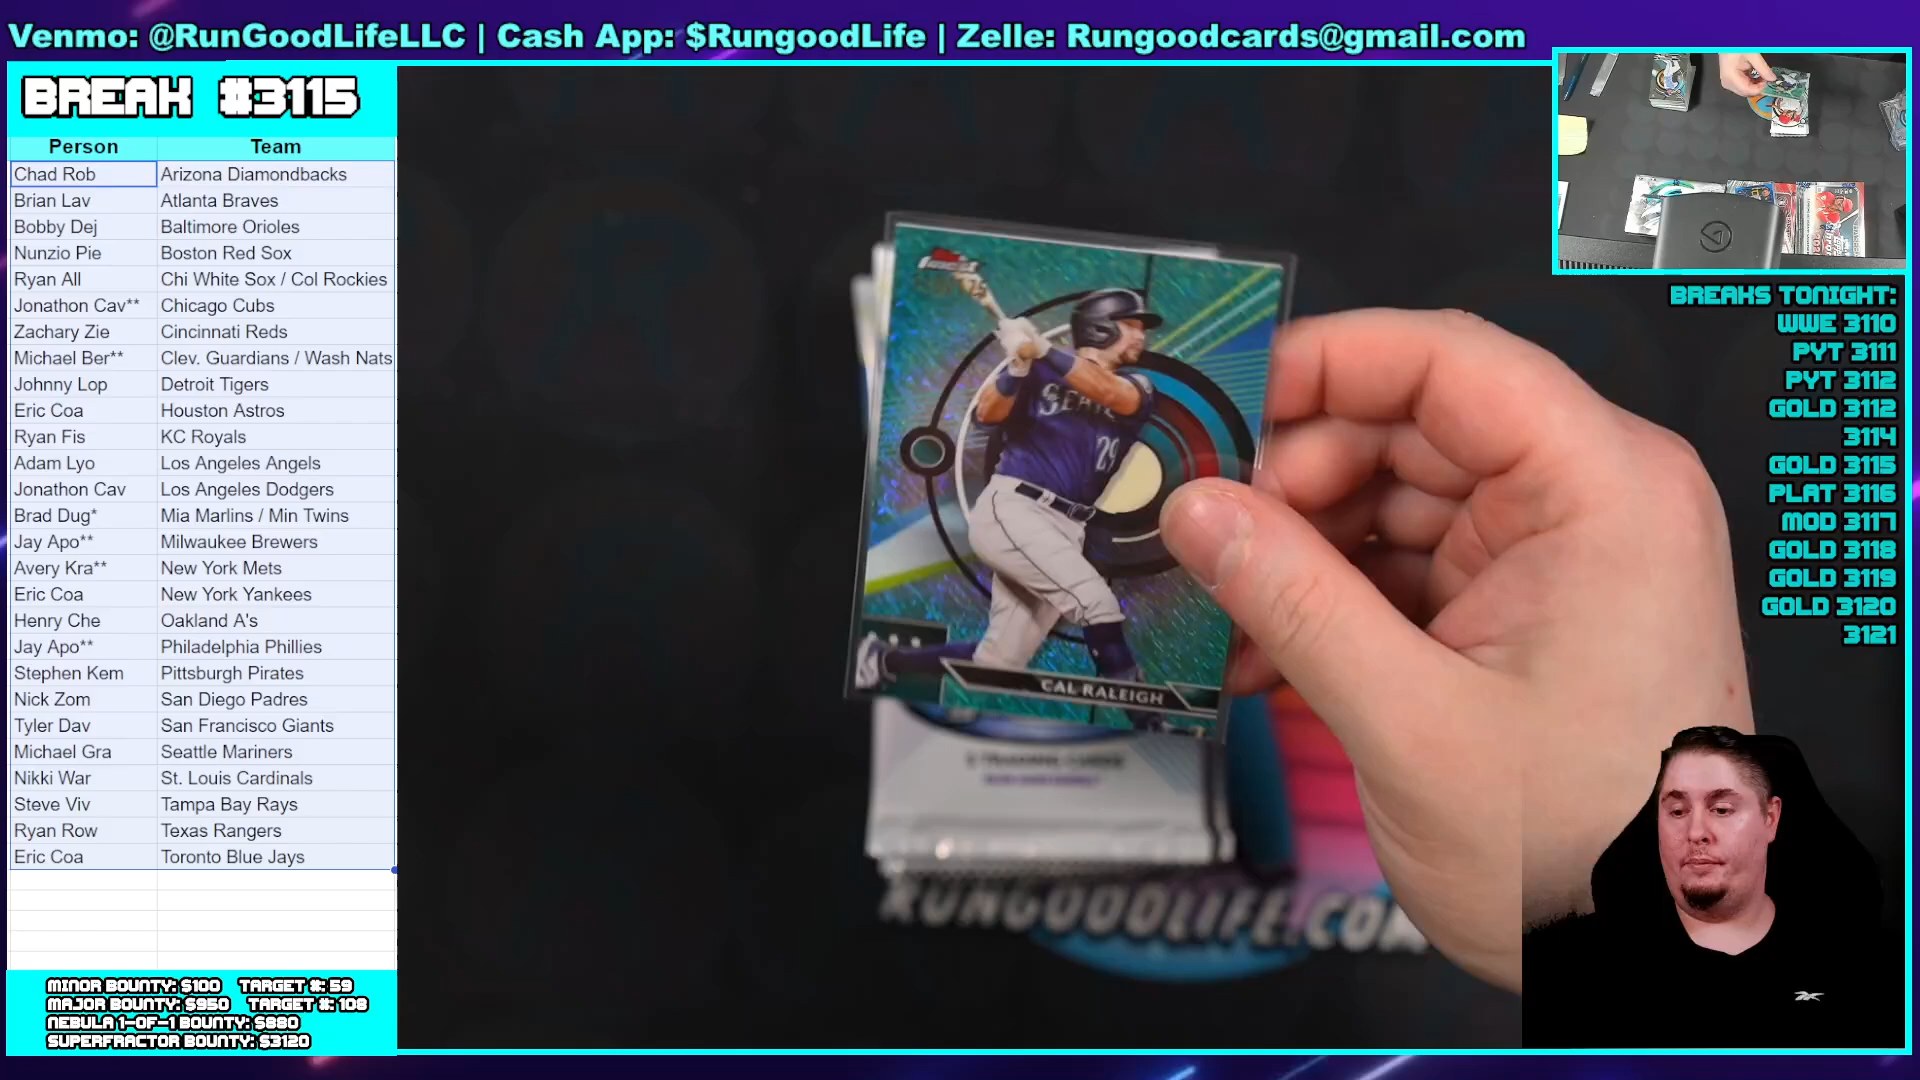 Venmo: @RunGoodLifeLLC | Cash App: $RungoodLife | Zelle: Rungoodcards@gmail.com
BREAK #3115
Person Team
Chad Rob Arizona Diamondbacks
Brian Lav Atlanta Braves
Bobby Dej Baltimore Orioles
Nunzio Pie Boston Red Sox
Ryan All Chi White Sox / Col Rockies
Jonathon Cav** Chicago Cubs
Zachary Zie Cincinnati Reds
Michael Ber** Clev. Guardians / Wash Nats
Johnny Lop Detroit Tigers
Eric Coa Houston Astros
Ryan Fis KC Royals
Adam Lyo Los Angeles Angels
Jonathon Cav Los Angeles Dodgers
Brad Dug* Mia Marlins / Min Twins
Jay Apo** Milwaukee Brewers
Avery Kra** New York Mets
Eric Coa New York Yankees
Henry Che Oakland A's
Jay Apo** Philadelphia Phillies
Stephen Kem Pittsburgh Pirates
Nick Zom San Diego Padres
Tyler Dav San Francisco Giants
Michael Gra Seattle Mariners
Nikki War St. Louis Cardinals
Steve Viv Tampa Bay Rays
Ryan Row Texas Rangers
Eric Coa Toronto Blue Jays
MINOR BOUNTY: $100 TARGET #: 59
MAJOR BOUNTY: $950 TARGET #: 108
NEBULA 1-OF-1 BOUNTY: $880
SUPERFRACTOR BOUNTY: $3120
FINEST
SEAT
29
CAL RALEIGH
TRADING CARDS
RUNGOODLIFE.COM
BREAKS TONIGHT:
WWE 3110
PYT 3111
PYT 3112
GOLD 3112
3114
GOLD 3115
PLAT 3116
MOD 3117
GOLD 3118
GOLD 3119
GOLD 3120
3121